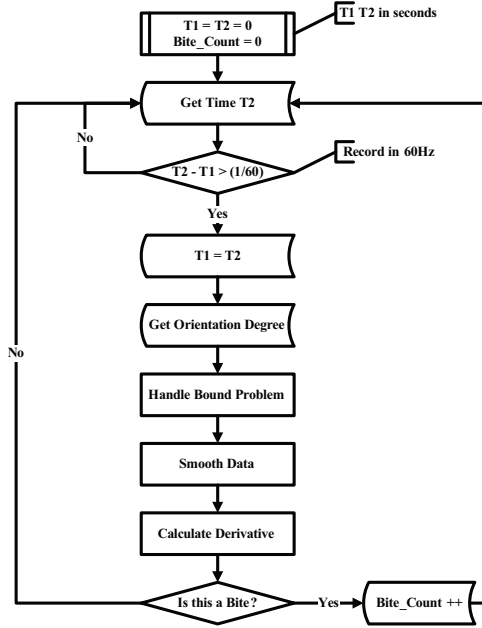 T1 = T2 = 0
Bite_Count = 0
T1 T2 in seconds
Get Time T2
No
T2 - T1 > (1/60)
Record in 60Hz
Yes
T1 = T2
Get Orientation Degree
No
Handle Bound Problem
Smooth Data
Calculate Derivative
Is this a Bite?
Yes
Bite_Count ++